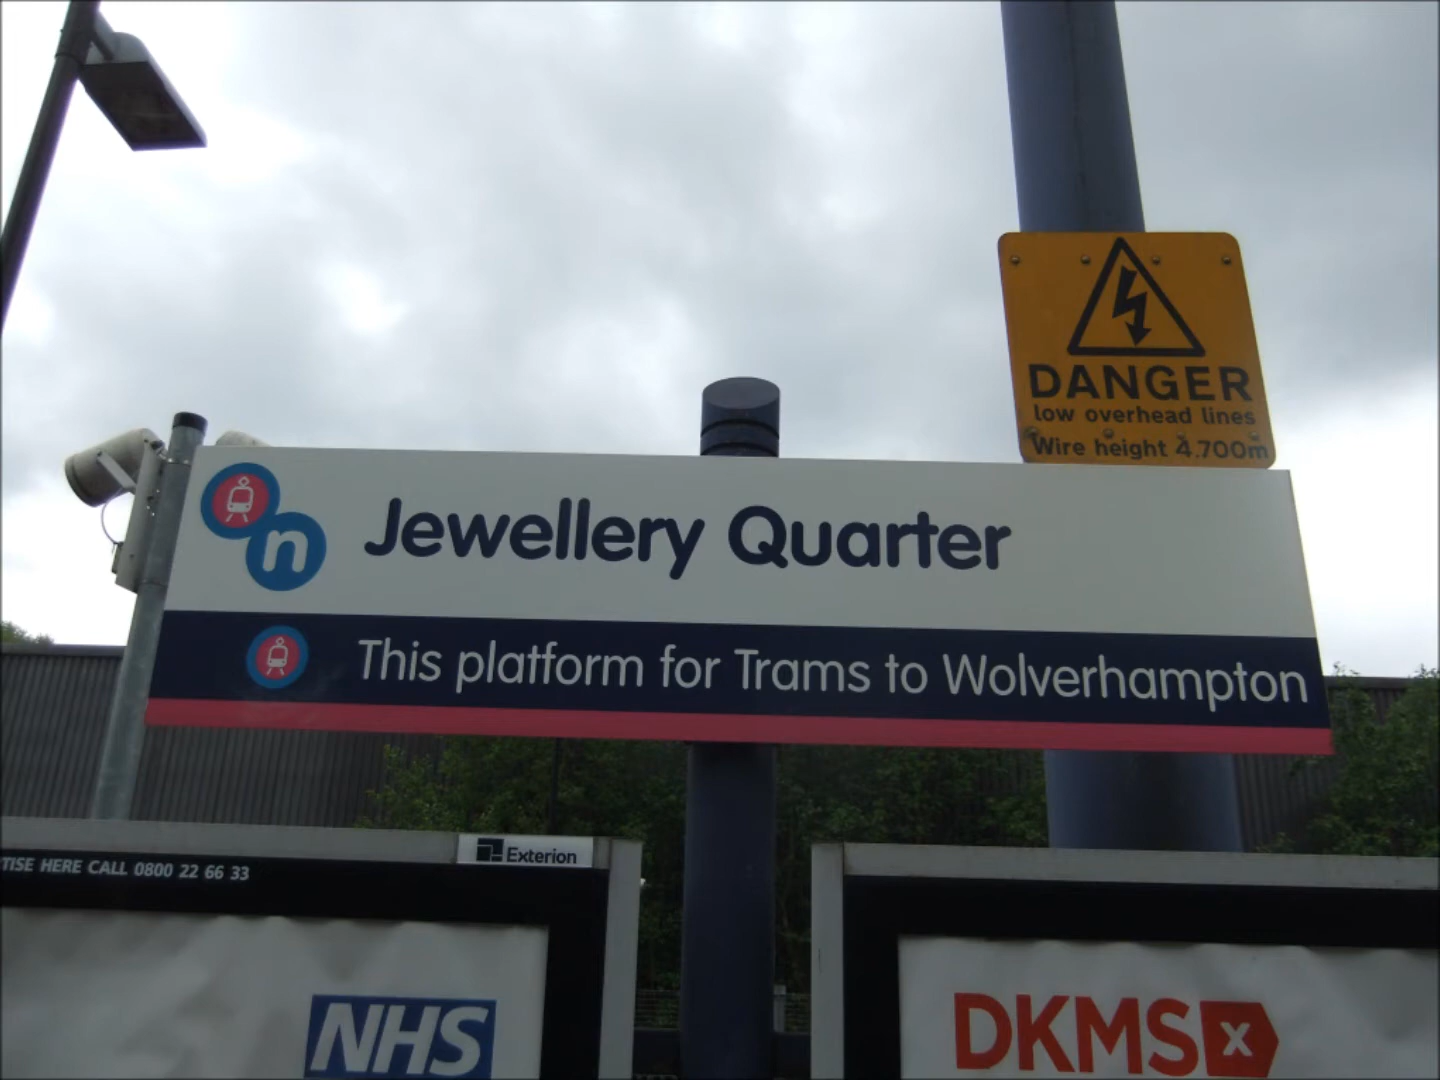 DANGER
low overhead lines
Wire height 4.700m
n
Jewellery Quarter
This platform for Trams to Wolverhampton
TISE HERE CALL 0800 22 66 33
Exterion
NHS
DKMS x